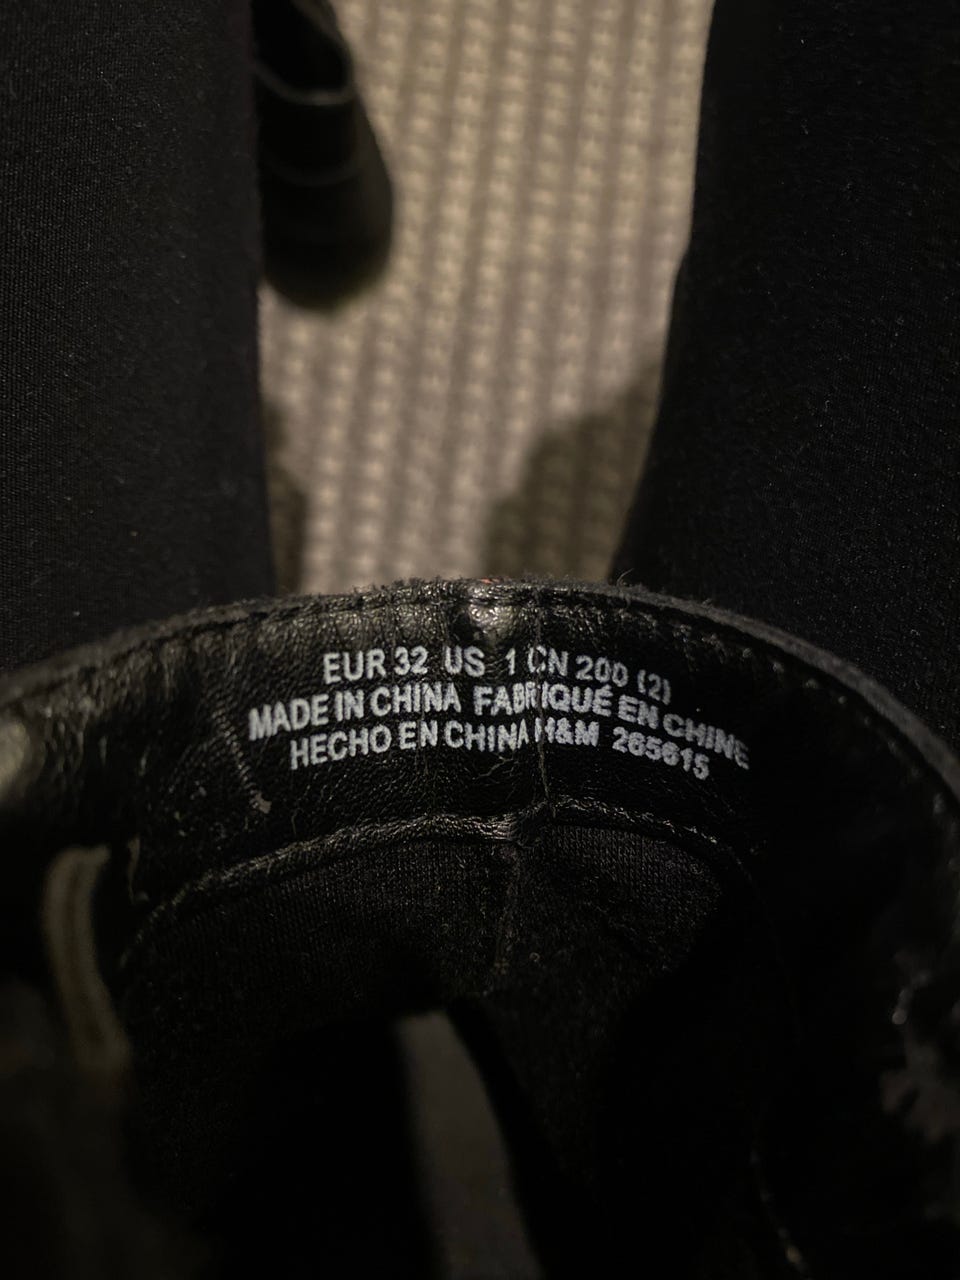 EUR 32 US 1 CN 200 (2)
MADE IN CHINA FABRIQUÉ EN CHINE
HECHO EN CHINA H&M 265615